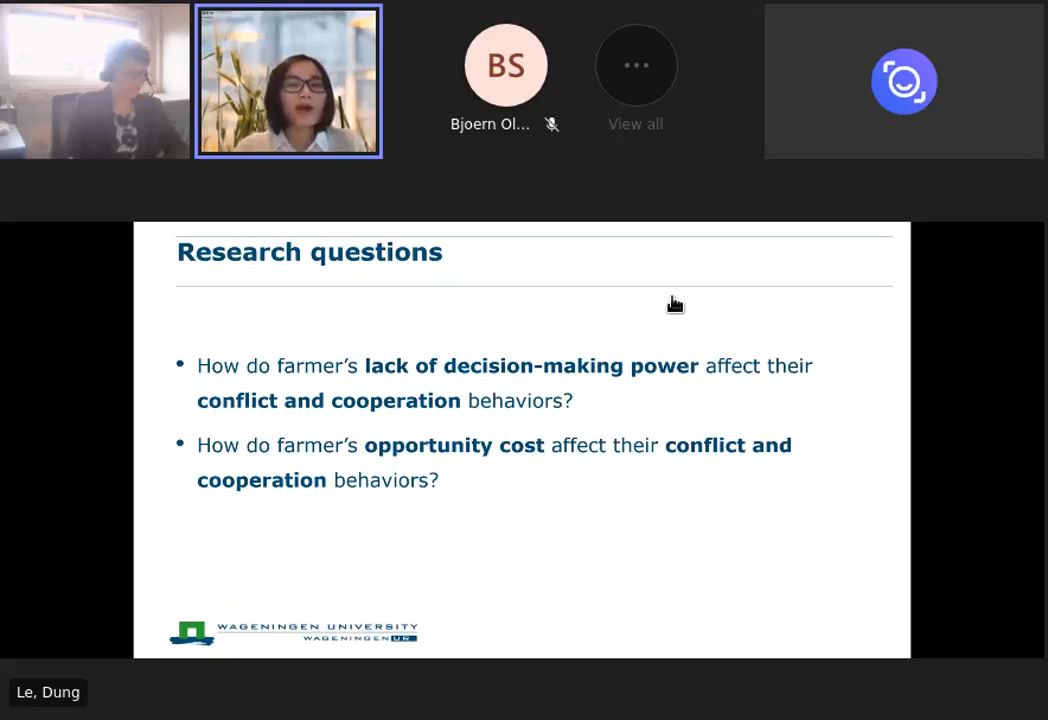 BS
Bjoern Ol...
View all
Research questions
• How do farmer’s lack of decision-making power affect their
conflict and cooperation behaviors?
• How do farmer’s opportunity cost affect their conflict and
cooperation behaviors?
WAGENINGEN UNIVERSITY
WAGENINGEN UR
Le, Dung